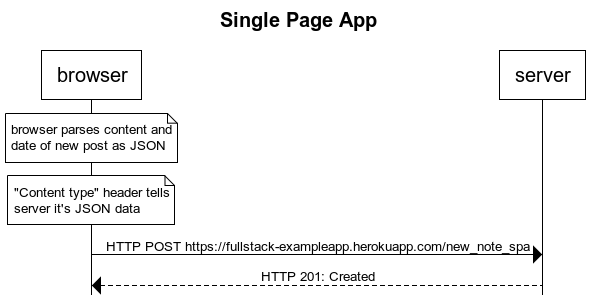 Single Page App
browser
server
browser parses content and
date of new post as JSON
"Content type" header tells
server it's JSON data
HTTP POST https://fullstack-exampleapp.herokuapp.com/new_note_spa
HTTP 201: Created